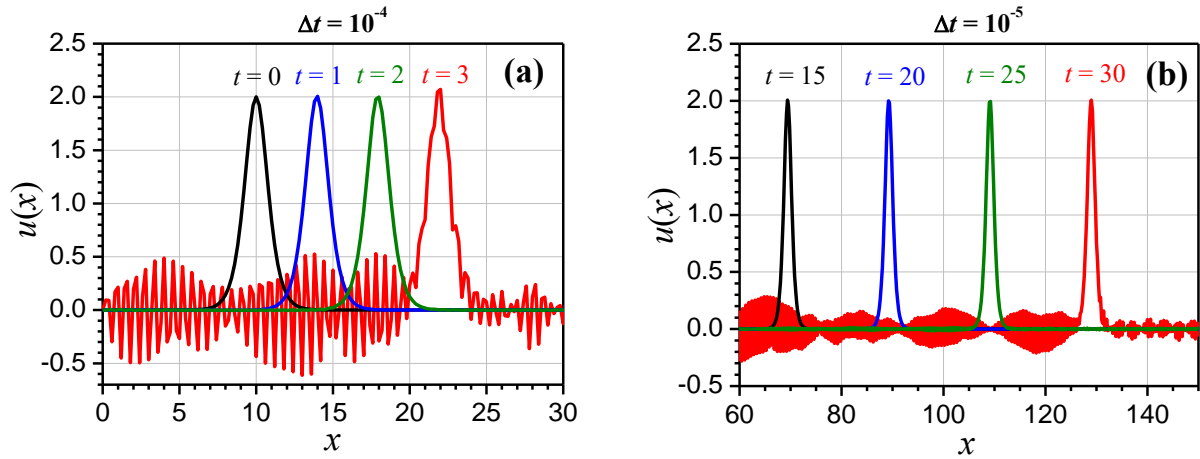 Δt = 10⁻⁴
(a)
t = 0 t = 1 t = 2 t = 3
2.5
2.0
1.5
1.0
0.5
0.0
-0.5
u(x)
0 5 10 15 20 25 30
x
Δt = 10⁻⁵
(b)
t = 15 t = 20 t = 25 t = 30
2.5
2.0
1.5
1.0
0.5
0.0
-0.5
u(x)
60 80 100 120 140
x